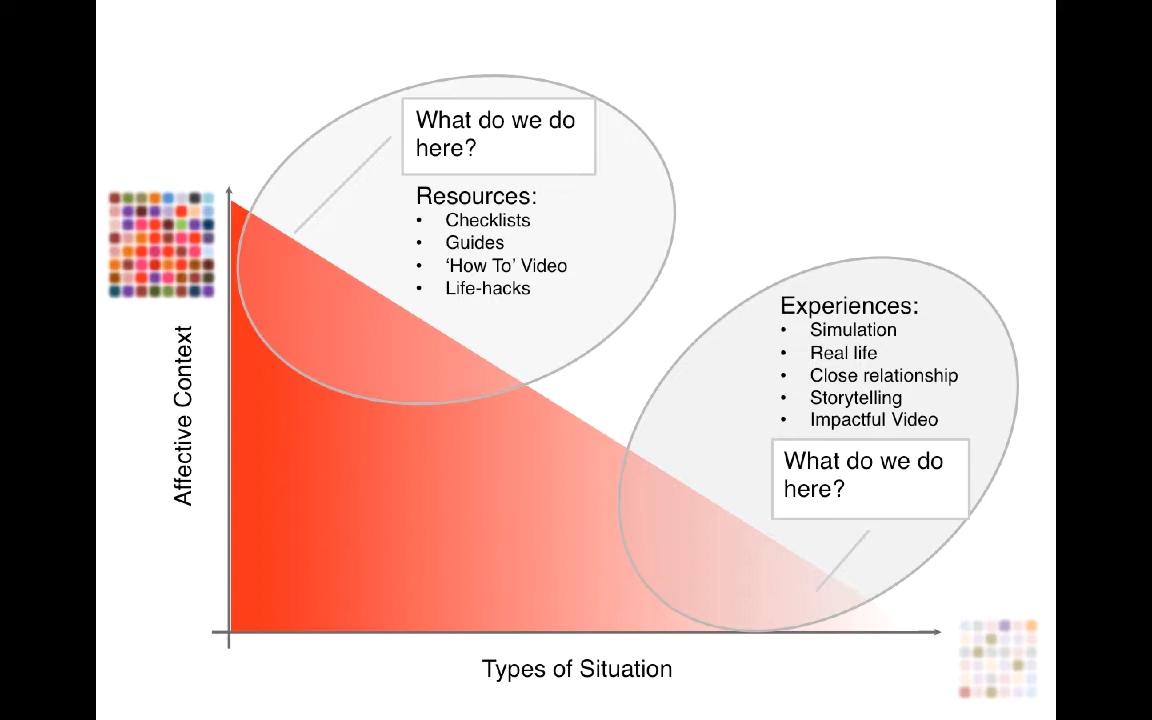 What do we do
here?
Resources:
• Checklists
• Guides
• ‘How To’ Video
• Life-hacks
Experiences:
• Simulation
• Real life
• Close relationship
• Storytelling
• Impactful Video
What do we do
here?
Affective Context
Types of Situation